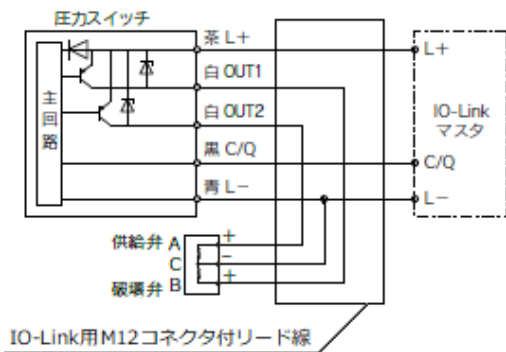 圧力スイッチ
主回路
茶 L+
白 OUT1
白 OUT2
黒 C/Q
青 L−
L+
IO-Link
マスタ
C/Q
L−
供給弁 A +
C −
破壊弁 B +
IO-Link用M12コネクタ付リード線